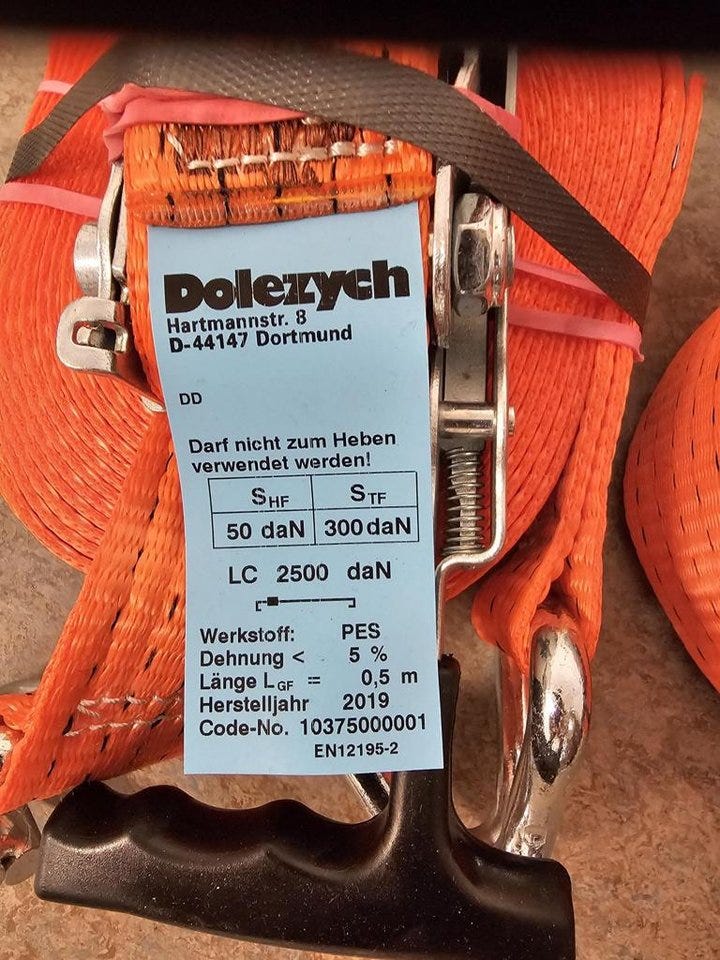 Dolezych
Hartmannstr. 8
D-44147 Dortmund
DD
Darf nicht zum Heben
verwendet werden!
SHF STF
50 daN 300 daN
LC 2500 daN
Werkstoff: PES
Dehnung < 5 %
Länge LGF = 0,5 m
Herstelljahr 2019
Code-No. 10375000001
EN12195-2